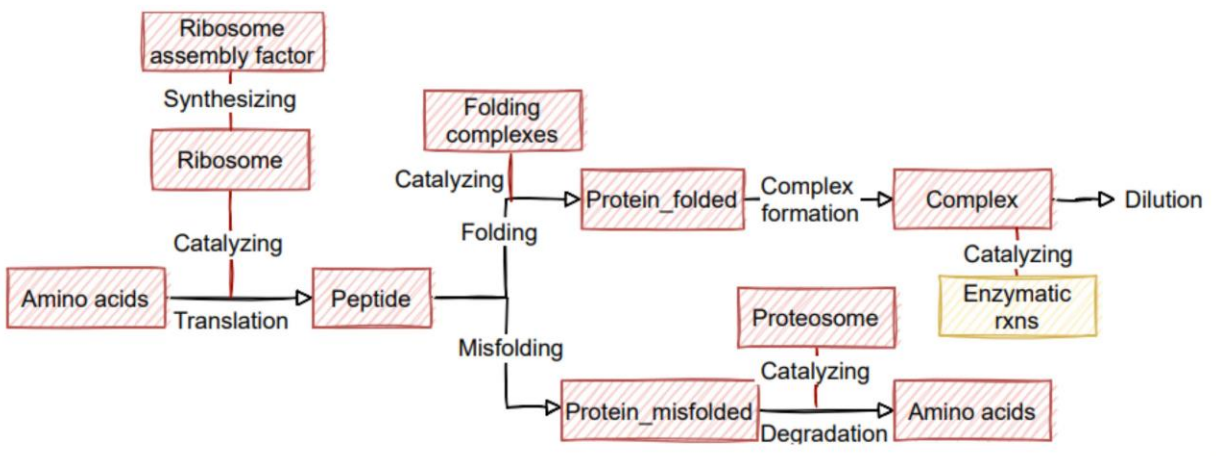 Ribosome
assembly factor
Synthesizing
Ribosome
Catalyzing
Amino acids
Translation
Peptide
Folding
complexes
Catalyzing
Folding
Protein_folded
Complex
formation
Complex
Dilution
Catalyzing
Enzymatic
rxns
Misfolding
Protein_misfolded
Proteosome
Catalyzing
Degradation
Amino acids